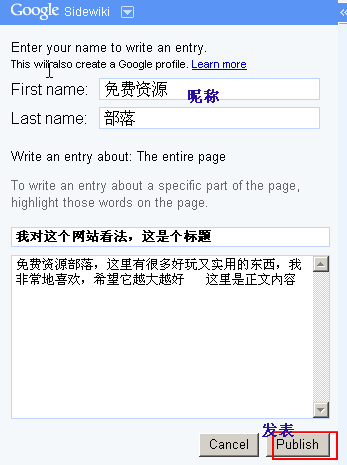 Google Sidewiki
Enter your name to write an entry.
This will also create a Google profile. Learn more
First name: 免费资源
昵称
Last name: 部落
Write an entry about: The entire page
To write an entry about a specific part of the page,
highlight those words on the page.
我对这个网站看法，这是个标题
免费资源部落，这里有很多好玩又实用的东西，我
非常地喜欢，希望它越大越好 这里是正文内容
发表
Cancel Publish